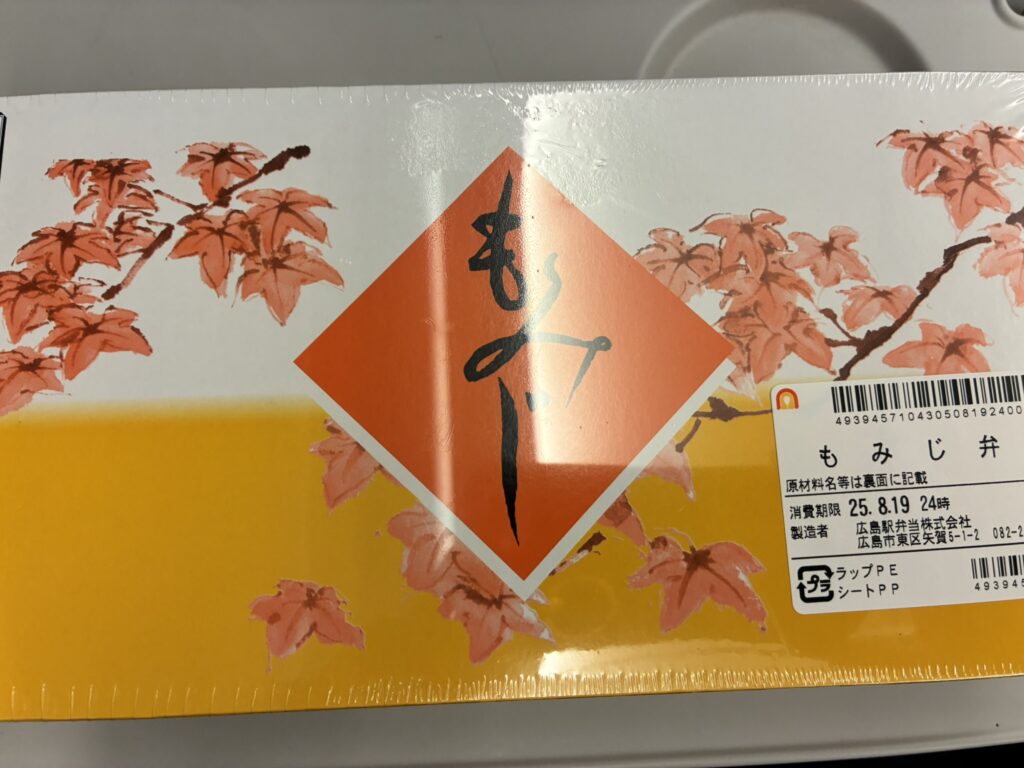 もみじ
493945710430508192400
もみじ弁
原材料名等は裏面に記載
消費期限 25.8.19 24時
製造者 広島駅弁当株式会社
広島市東区矢賀5-1-2 082-2
プラ
ラップPE
シートPP
493945